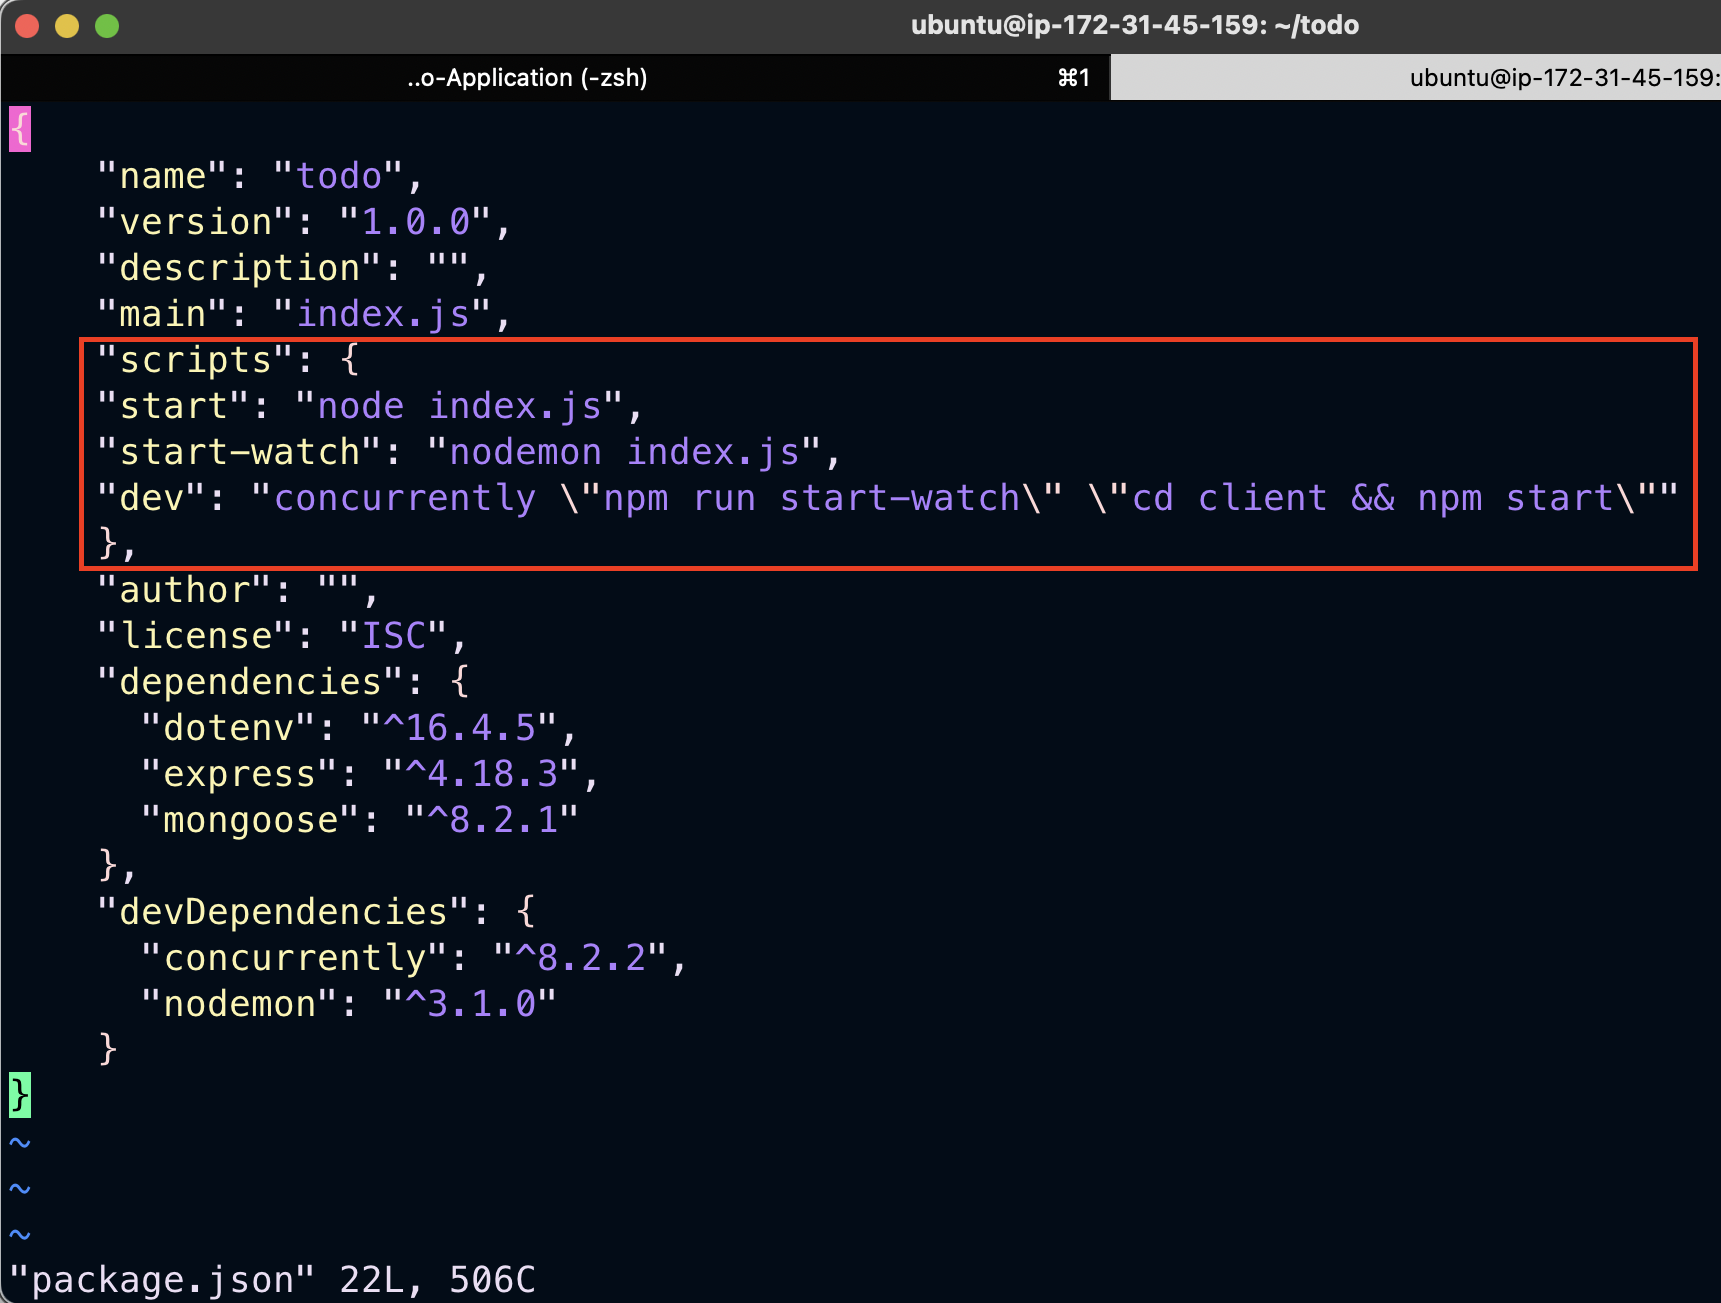 ubuntu@ip-172-31-45-159: ~/todo
..o-Application (-zsh) ⌘1 ubuntu@ip-172-31-45-159:
{
    "name": "todo",
    "version": "1.0.0",
    "description": "",
    "main": "index.js",
    "scripts": {
    "start": "node index.js",
    "start-watch": "nodemon index.js",
    "dev": "concurrently \"npm run start-watch\" \"cd client && npm start\""
    },
    "author": "",
    "license": "ISC",
    "dependencies": {
      "dotenv": "^16.4.5",
      "express": "^4.18.3",
      "mongoose": "^8.2.1"
    },
    "devDependencies": {
      "concurrently": "^8.2.2",
      "nodemon": "^3.1.0"
    }
}
~
~
~
"package.json" 22L, 506C